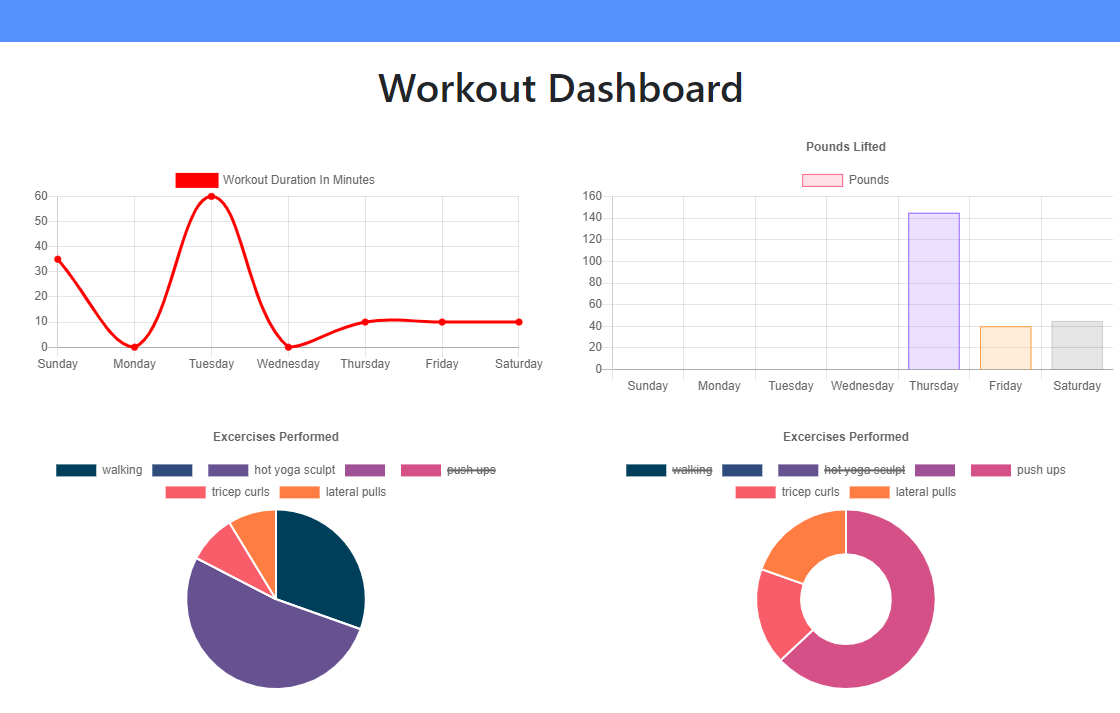 Workout Dashboard
Workout Duration In Minutes
60
50
40
30
20
10
0
Sunday Monday Tuesday Wednesday Thursday Friday Saturday
Pounds Lifted
Pounds
160
140
120
100
80
60
40
20
0
Sunday Monday Tuesday Wednesday Thursday Friday Saturday
Excercises Performed
walking hot yoga sculpt push ups
tricep curls lateral pulls
Excercises Performed
walking hot yoga sculpt push ups
tricep curls lateral pulls